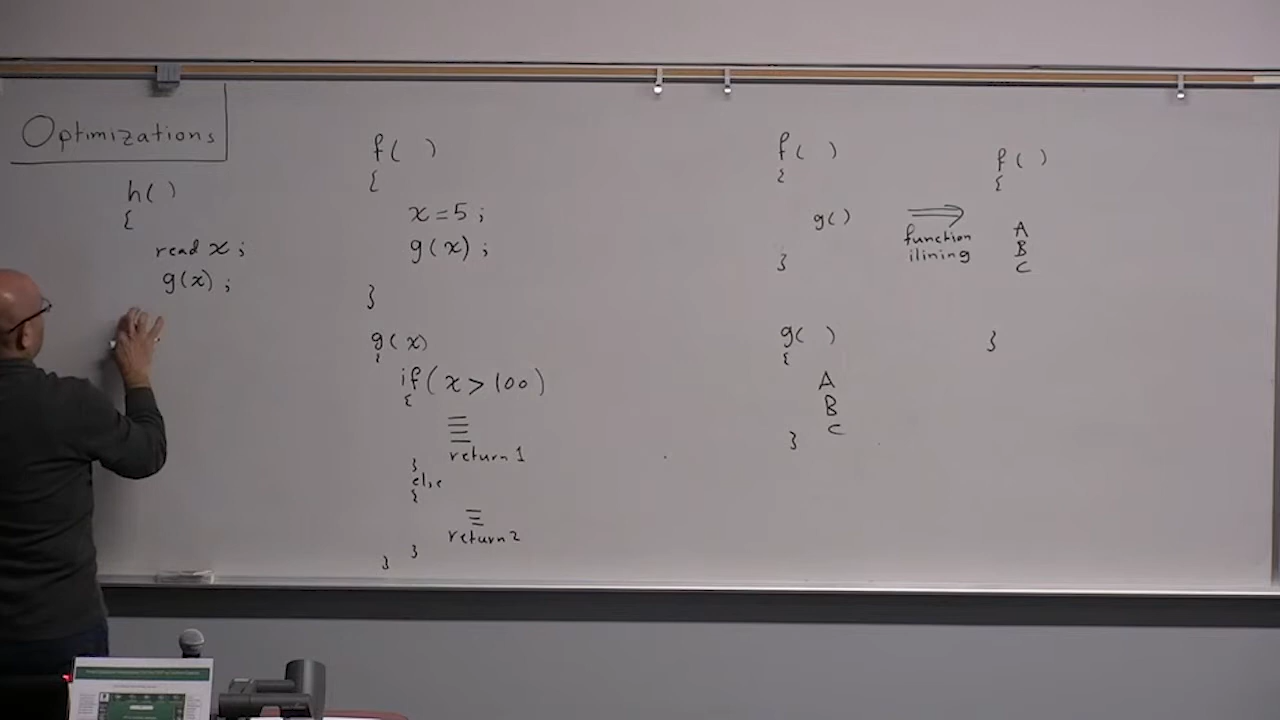 Optimizations
h( )
{
read x ;
g(x) ;
f( )
{
x = 5 ;
g(x) ;
}
g( x)
{
if( x > 100)
{
return 1
}
else
{
return 2
}
}
f( )
{
g( )
}
g( )
{
A
B
C
}
⟹
function
ilining
f( )
{
A
B
C
}